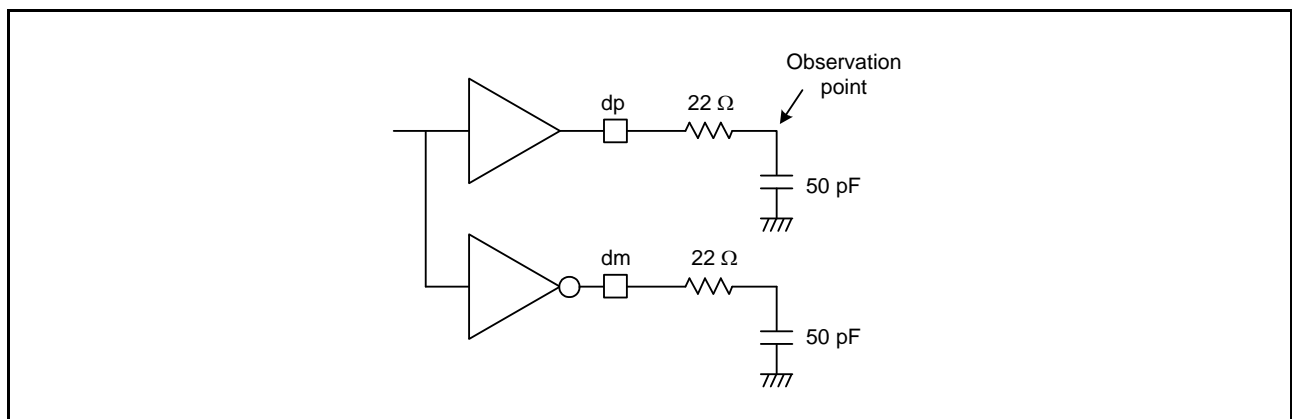 Observation
point
dp
22 Ω
50 pF
dm
22 Ω
50 pF